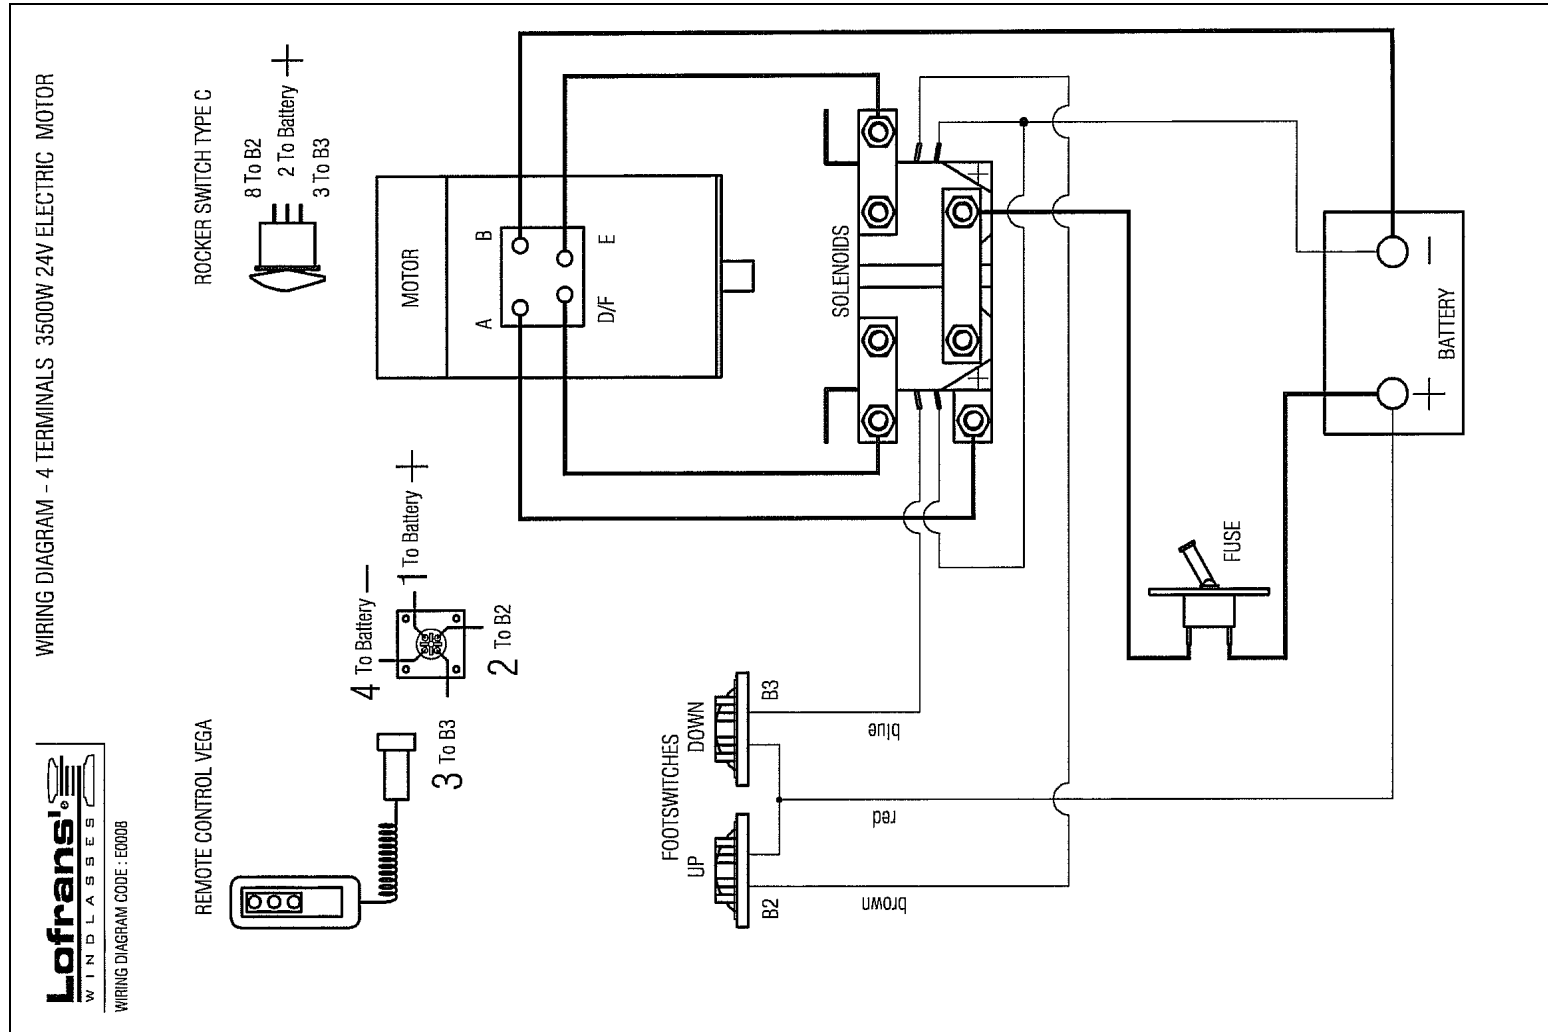 Lofrans'®
WINDLASSES
WIRING DIAGRAM CODE : E0008
WIRING DIAGRAM - 4 TERMINALS 3500W 24V ELECTRIC MOTOR
REMOTE CONTROL VEGA
4 To Battery −
1 To Battery +
3 To B3
2 To B2
ROCKER SWITCH TYPE C
8 To B2
2 To Battery +
3 To B3
MOTOR
A
B
D/F
E
SOLENOIDS
+
+
FOOTSWITCHES
UP
DOWN
B2
B3
brown
red
blue
FUSE
+
−
BATTERY